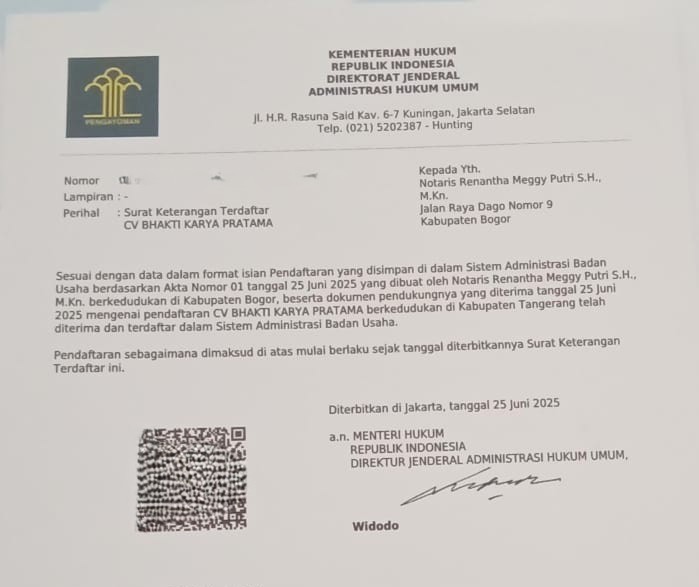 KEMENTERIAN HUKUM
REPUBLIK INDONESIA
DIREKTORAT JENDERAL
ADMINISTRASI HUKUM UMUM
Jl. H.R. Rasuna Said Kav. 6-7 Kuningan, Jakarta Selatan
Telp. (021) 5202387 - Hunting
PENGAYOMAN
Nomor
Lampiran : -
Perihal : Surat Keterangan Terdaftar
CV BHAKTI KARYA PRATAMA
Kepada Yth.
Notaris Renantha Meggy Putri S.H.,
M.Kn.
Jalan Raya Dago Nomor 9
Kabupaten Bogor
Sesuai dengan data dalam format isian Pendaftaran yang disimpan di dalam Sistem Administrasi Badan
Usaha berdasarkan Akta Nomor 01 tanggal 25 Juni 2025 yang dibuat oleh Notaris Renantha Meggy Putri S.H.,
M.Kn. berkedudukan di Kabupaten Bogor, beserta dokumen pendukungnya yang diterima tanggal 25 Juni
2025 mengenai pendaftaran CV BHAKTI KARYA PRATAMA berkedudukan di Kabupaten Tangerang telah
diterima dan terdaftar dalam Sistem Administrasi Badan Usaha.
Pendaftaran sebagaimana dimaksud di atas mulai berlaku sejak tanggal diterbitkannya Surat Keterangan
Terdaftar ini.
Diterbitkan di Jakarta, tanggal 25 Juni 2025
a.n. MENTERI HUKUM
REPUBLIK INDONESIA
DIREKTUR JENDERAL ADMINISTRASI HUKUM UMUM,
Widodo